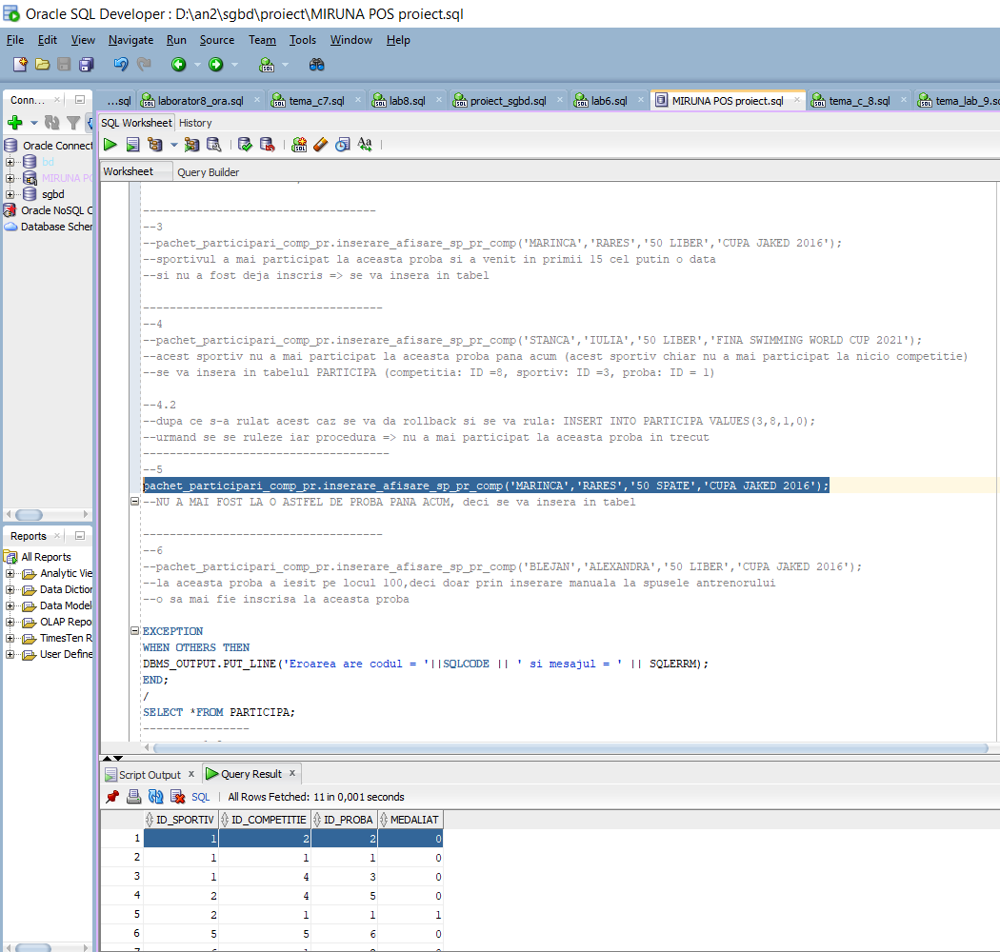 Oracle SQL Developer : D:\an2\sgbd\proiect\MIRUNA POS proiect.sql
File Edit View Navigate Run Source Team Tools Window Help
Conn... ...sql laborator8_ora.sql tema_c7.sql lab8.sql proiect_sgbd.sql lab6.sql MIRUNA POS proiect.sql tema_c_8.sql tema_lab_9.sq
SQL Worksheet History
Worksheet Query Builder
Oracle Connect
bd
MIRUNA PO
sgbd
Oracle NoSQL C
Database Schem
-----------------------------------
--3
--pachet_participari_comp_pr.inserare_afisare_sp_pr_comp('MARINCA','RARES','50 LIBER','CUPA JAKED 2016');
--sportivul a mai participat la aceasta proba si a venit in primii 15 cel putin o data
--si nu a fost deja inscris => se va insera in tabel
------------------------------------
--4
--pachet_participari_comp_pr.inserare_afisare_sp_pr_comp('STANCA','IULIA','50 LIBER','FINA SWIMMING WORLD CUP 2021');
--acest sportiv nu a mai participat la aceasta proba pana acum (acest sportiv chiar nu a mai participat la nicio competitie)
--se va insera in tabelul PARTICIPA (competitia: ID =8, sportiv: ID =3, proba: ID = 1)
--4.2
--dupa ce s-a rulat acest caz se va da rollback si se va rula: INSERT INTO PARTICIPA VALUES(3,8,1,0);
--urmand se se ruleze iar procedura => nu a mai participat la aceasta proba in trecut
-------------------------------------
--5
pachet_participari_comp_pr.inserare_afisare_sp_pr_comp('MARINCA','RARES','50 SPATE','CUPA JAKED 2016');
--NU A MAI FOST LA O ASTFEL DE PROBA PANA ACUM, deci se va insera in tabel
------------------------------------
--6
--pachet_participari_comp_pr.inserare_afisare_sp_pr_comp('BLEJAN','ALEXANDRA','50 LIBER','CUPA JAKED 2016');
--la aceasta proba a iesit pe locul 100,deci doar prin inserare manuala la spusele antrenorului
--o sa mai fie inscrisa la aceasta proba
EXCEPTION
WHEN OTHERS THEN
DBMS_OUTPUT.PUT_LINE('Eroarea are codul = '||SQLCODE || ' si mesajul = ' || SQLERRM);
END;
/
SELECT *FROM PARTICIPA;
----------------
Reports
All Reports
Analytic Vie
Data Diction
Data Model
OLAP Repo
TimesTen R
User Define
Script Output Query Result
SQL All Rows Fetched: 11 in 0,001 seconds
ID_SPORTIV ID_COMPETITIE ID_PROBA MEDALIAT
1 1 2 2 0
2 1 1 1 0
3 1 4 3 0
4 2 4 5 0
5 2 1 1 1
6 5 5 6 0